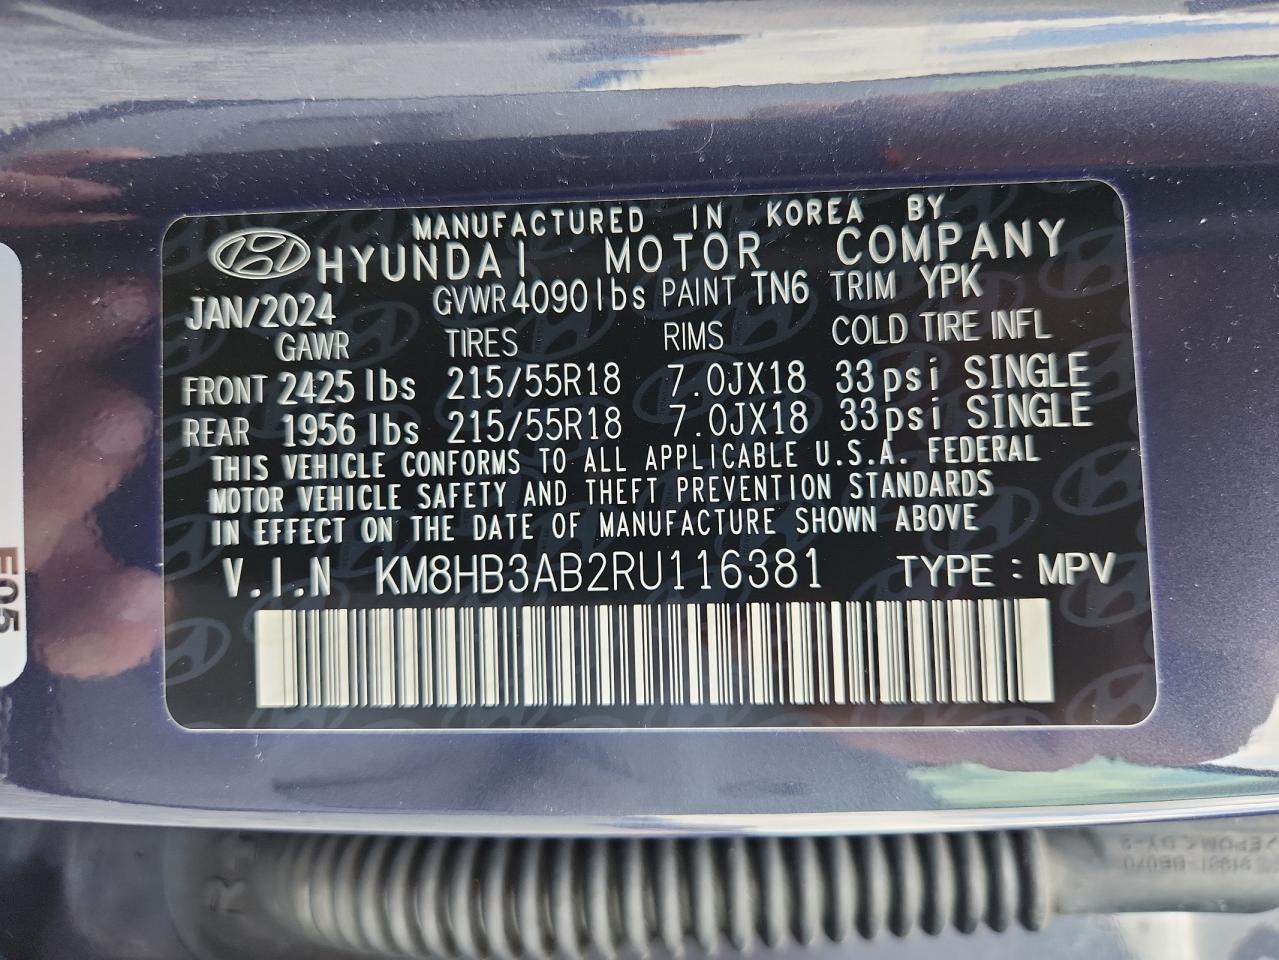 MANUFACTURED IN KOREA BY
HYUNDAI MOTOR COMPANY
JAN/2024 GVWR 4090lbs PAINT TN6 TRIM YPK
GAWR TIRES RIMS COLD TIRE INFL
FRONT 2425 lbs 215/55R18 7.0JX18 33psi SINGLE
REAR 1956 lbs 215/55R18 7.0JX18 33psi SINGLE
THIS VEHICLE CONFORMS TO ALL APPLICABLE U.S.A. FEDERAL
MOTOR VEHICLE SAFETY AND THEFT PREVENTION STANDARDS
IN EFFECT ON THE DATE OF MANUFACTURE SHOWN ABOVE
V.I.N KM8HB3AB2RU116381 TYPE : MPV
E05